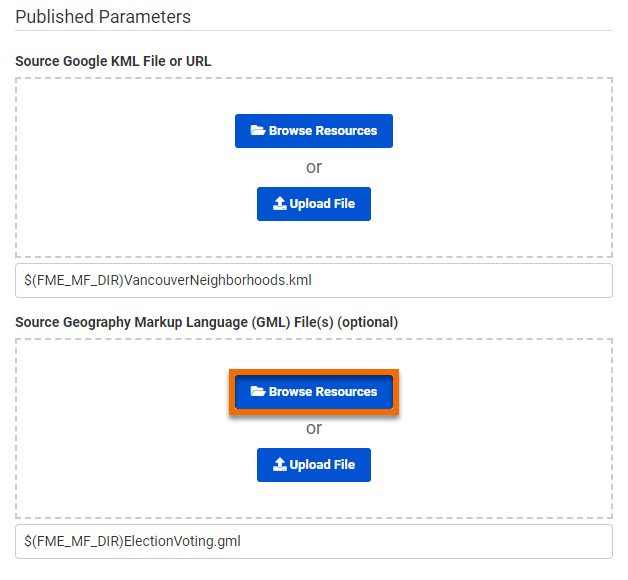 Published Parameters
Source Google KML File or URL
Browse Resources
or
Upload File
$(FME_MF_DIR)VancouverNeighborhoods.kml
Source Geography Markup Language (GML) File(s) (optional)
Browse Resources
or
Upload File
$(FME_MF_DIR)ElectionVoting.gml